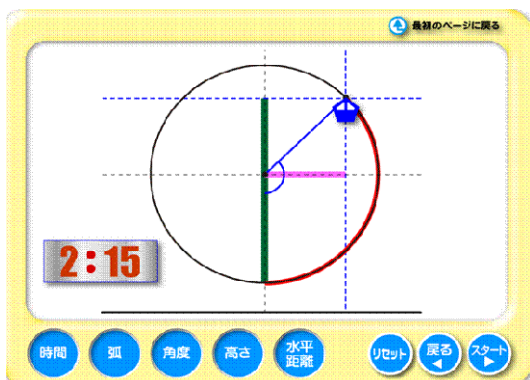 最初のページに戻る
2:15
時間
弧
角度
高さ
水平
距離
リセット
戻る
スタート